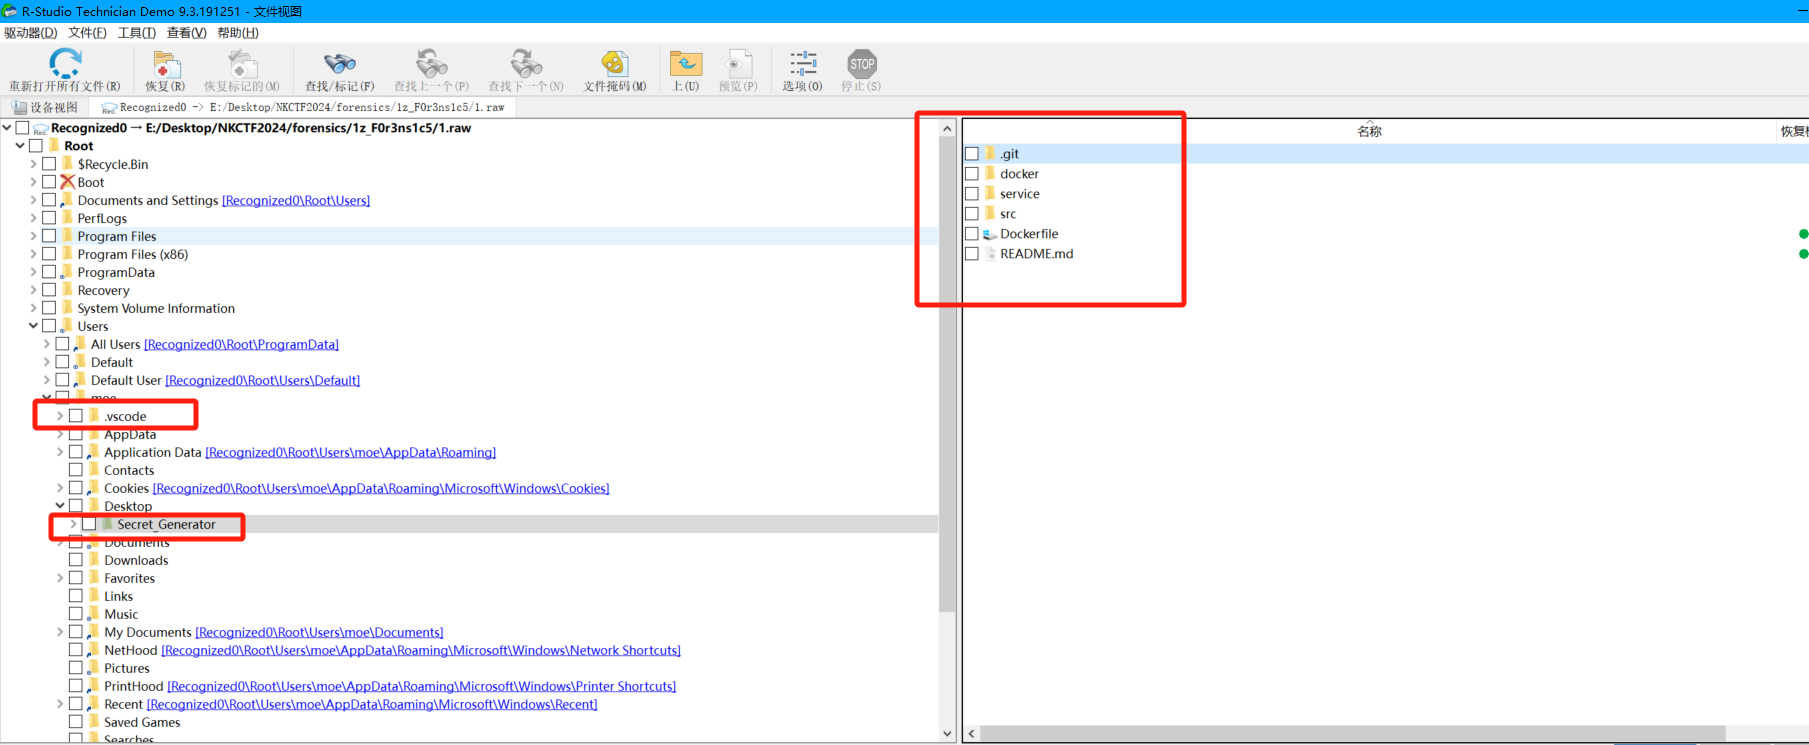 R-Studio Technician Demo 9.3.191251 - 文件视图
驱动器(D) 文件(F) 工具(T) 查看(V) 帮助(H)
重新打开所有文件(R) 恢复(R) 恢复标记的(M) 查找/标记(F) 查找上一个(P) 查找下一个(N) 文件掩码(M) 上(U) 预览(P) 选项(O) 停止(S)
STOP
设备视图 Rec. Recognized0 -> E:/Desktop/NKCTF2024/forensics/1z_F0r3ns1c5/1.raw
Rec. Recognized0 → E:/Desktop/NKCTF2024/forensics/1z_F0r3ns1c5/1.raw
Root
$Recycle.Bin
Boot
Documents and Settings [Recognized0\Root\Users]
PerfLogs
Program Files
Program Files (x86)
ProgramData
Recovery
System Volume Information
Users
All Users [Recognized0\Root\ProgramData]
Default
Default User [Recognized0\Root\Users\Default]
moe
.vscode
AppData
Application Data [Recognized0\Root\Users\moe\AppData\Roaming]
Contacts
Cookies [Recognized0\Root\Users\moe\AppData\Roaming\Microsoft\Windows\Cookies]
Desktop
Secret_Generator
Documents
Downloads
Favorites
Links
Music
My Documents [Recognized0\Root\Users\moe\Documents]
NetHood [Recognized0\Root\Users\moe\AppData\Roaming\Microsoft\Windows\Network Shortcuts]
Pictures
PrintHood [Recognized0\Root\Users\moe\AppData\Roaming\Microsoft\Windows\Printer Shortcuts]
Recent [Recognized0\Root\Users\moe\AppData\Roaming\Microsoft\Windows\Recent]
Saved Games
Searches
名称 恢复
.git
docker
service
src
Dockerfile
README.md